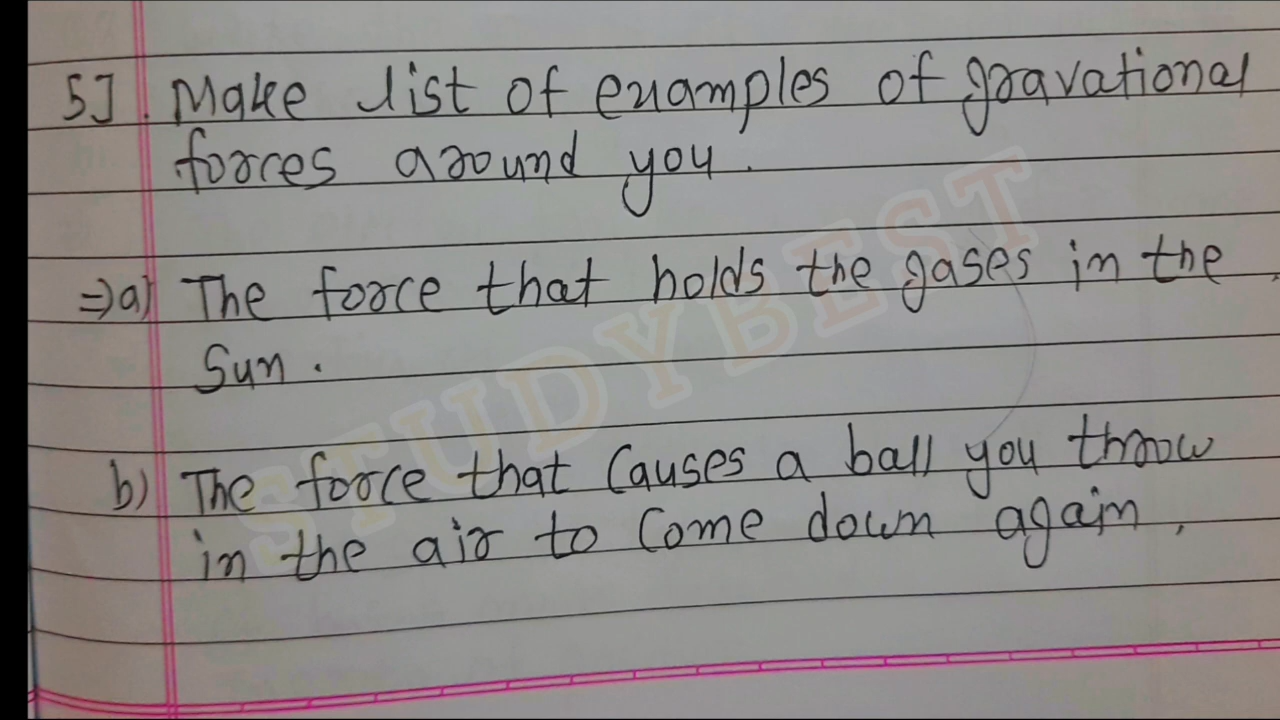 5] Make list of examples of gravational
forces around you.
⇒a) The force that holds the gases in the
Sun.
b) The force that Causes a ball you throw
in the air to Come down again,
STUDYBEST